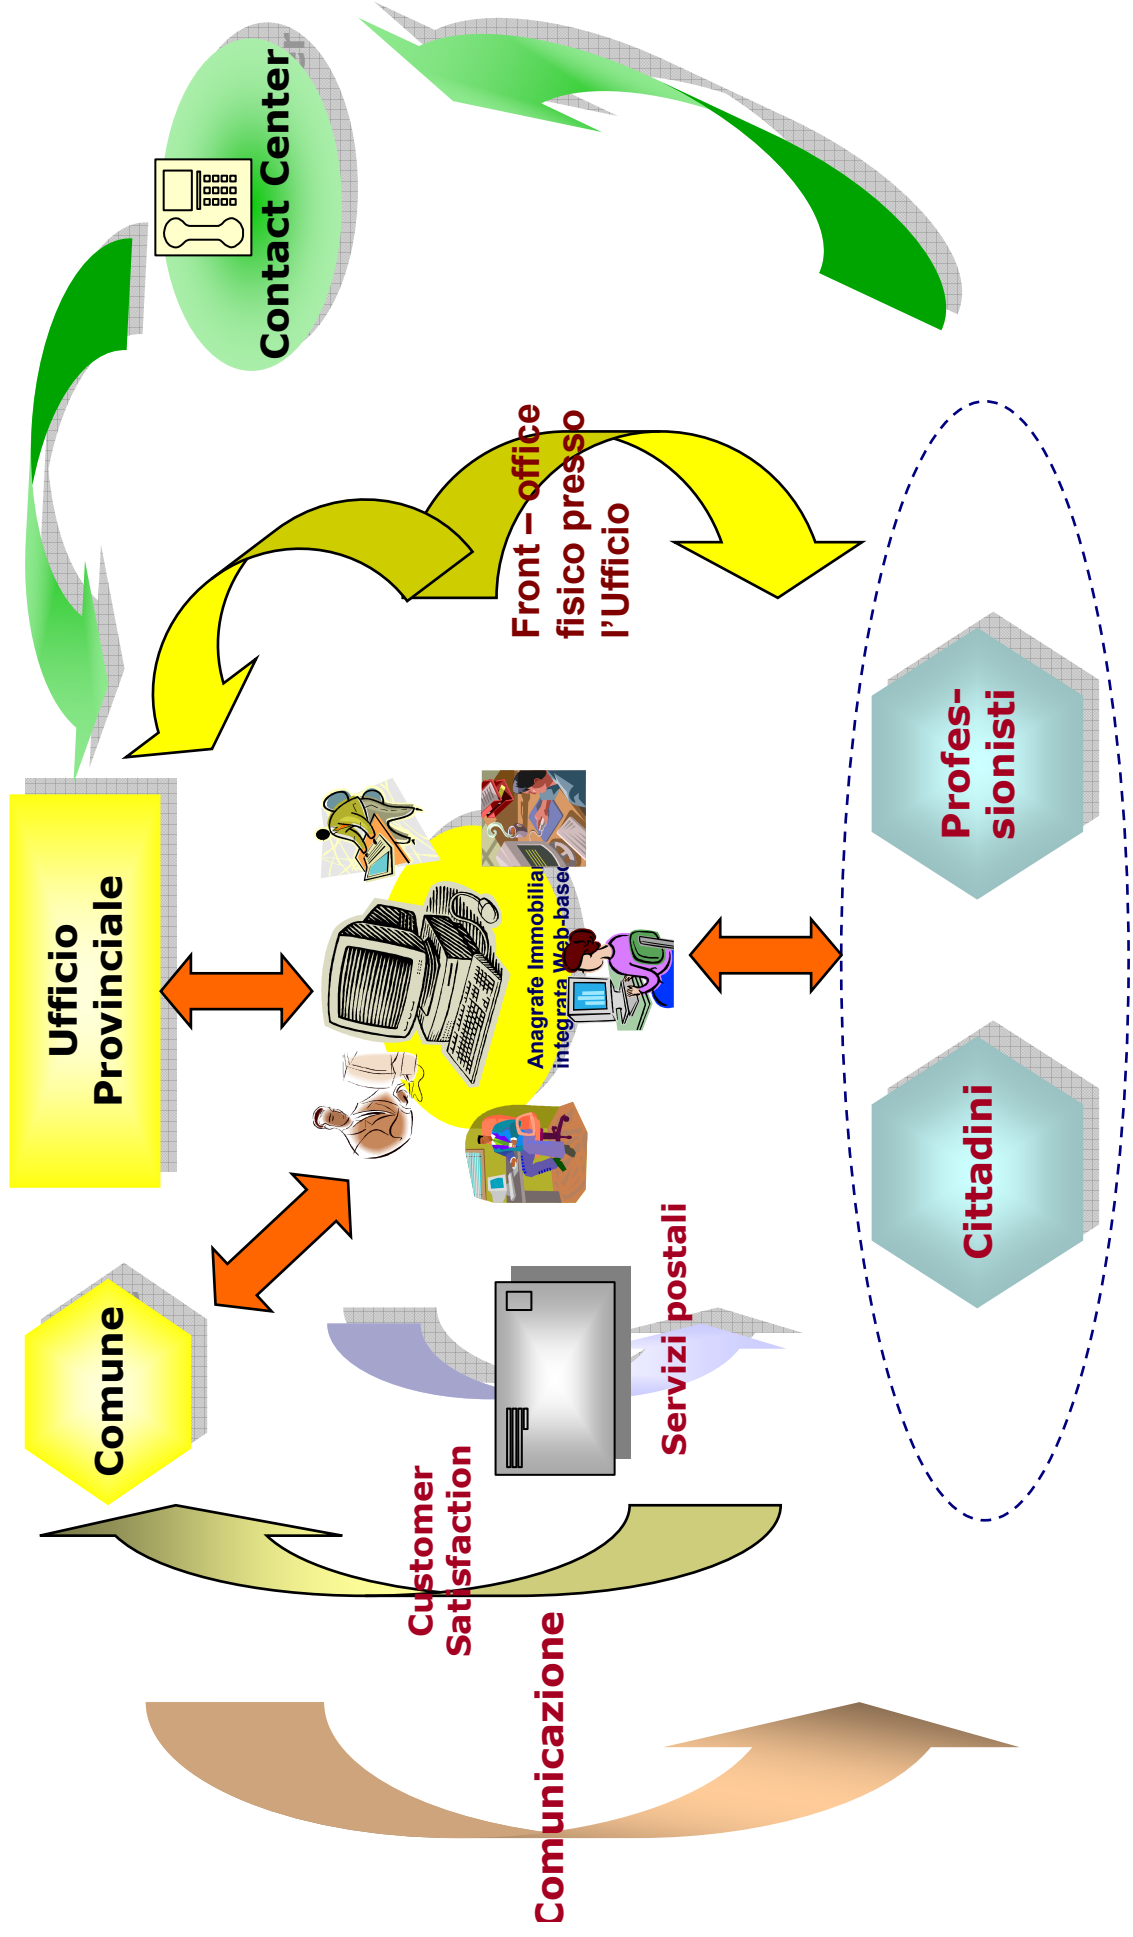 Ufficio
Provinciale
Comune
Contact Center
Customer
Satisfaction
Front – office
fisico presso
l'Ufficio
Anagrafe Immobiliar
integrata Web-based
Comunicazione
Servizi postali
Cittadini
Profes-
sionisti